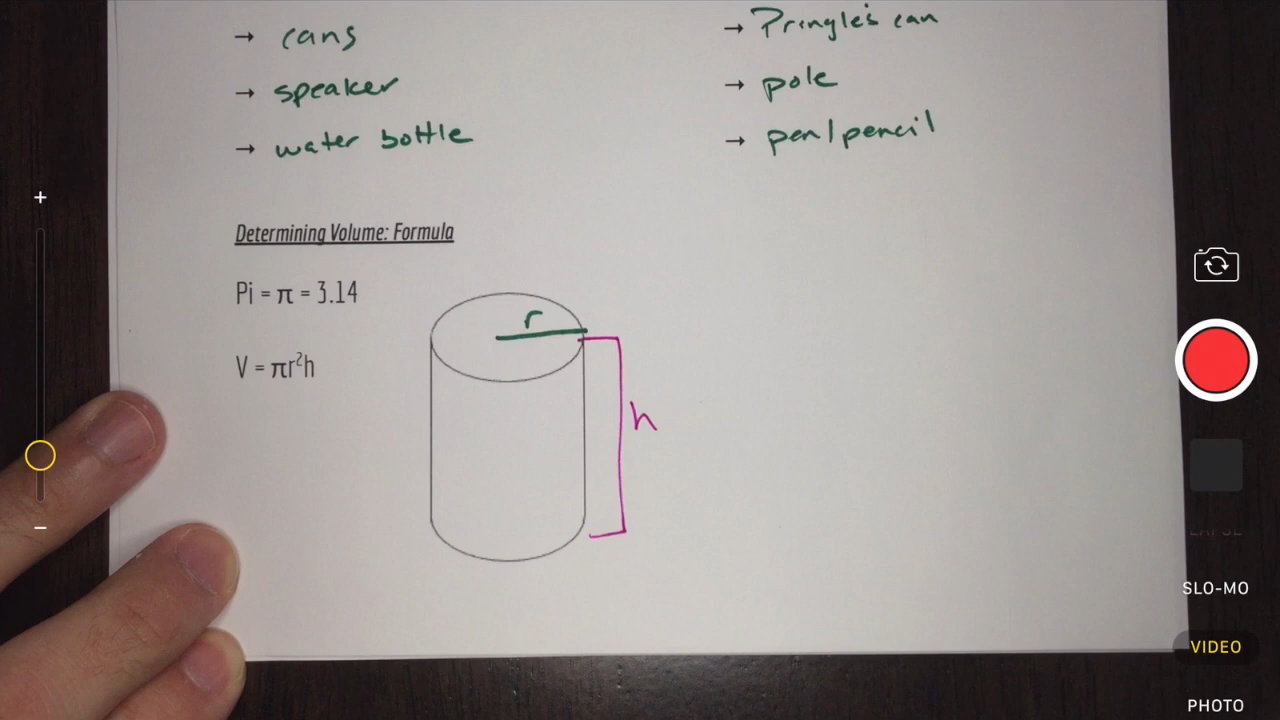 → cans
→ speaker
→ water bottle
→ Pringle's can
→ pole
→ pen/pencil
Determining Volume: Formula
Pi = π = 3.14
V = πr²h
r
h
+
−
SLO-MO
VIDEO
PHOTO